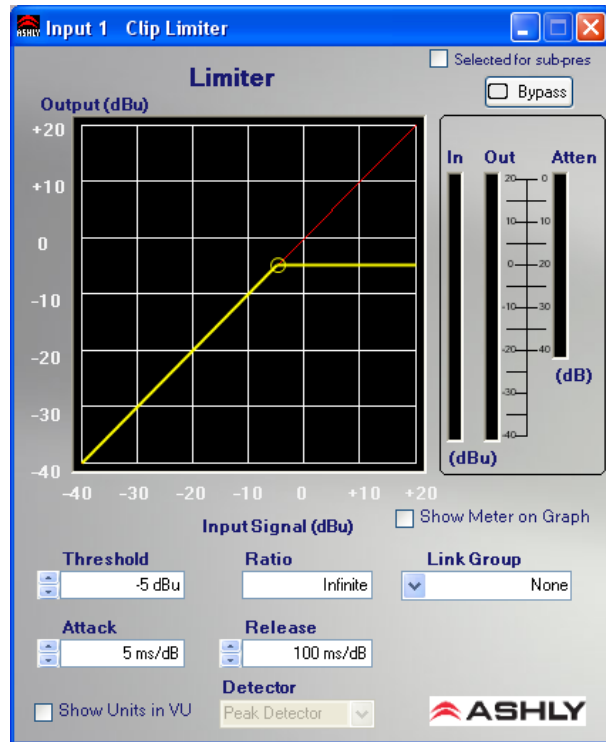 ASHLY Input 1 Clip Limiter
Selected for sub-pres
Limiter
Bypass
Output (dBu)
+20
+10
0
-10
-20
-30
-40
-40 -30 -20 -10 0 +10 +20
Input Signal (dBu)
In Out Atten
20 0
10 10
0 20
-10 30
-20 40
-30
-40
(dB)
(dBu)
Show Meter on Graph
Threshold Ratio Link Group
-5 dBu Infinite None
Attack Release
5 ms/dB 100 ms/dB
Detector
Show Units in VU Peak Detector
ASHLY